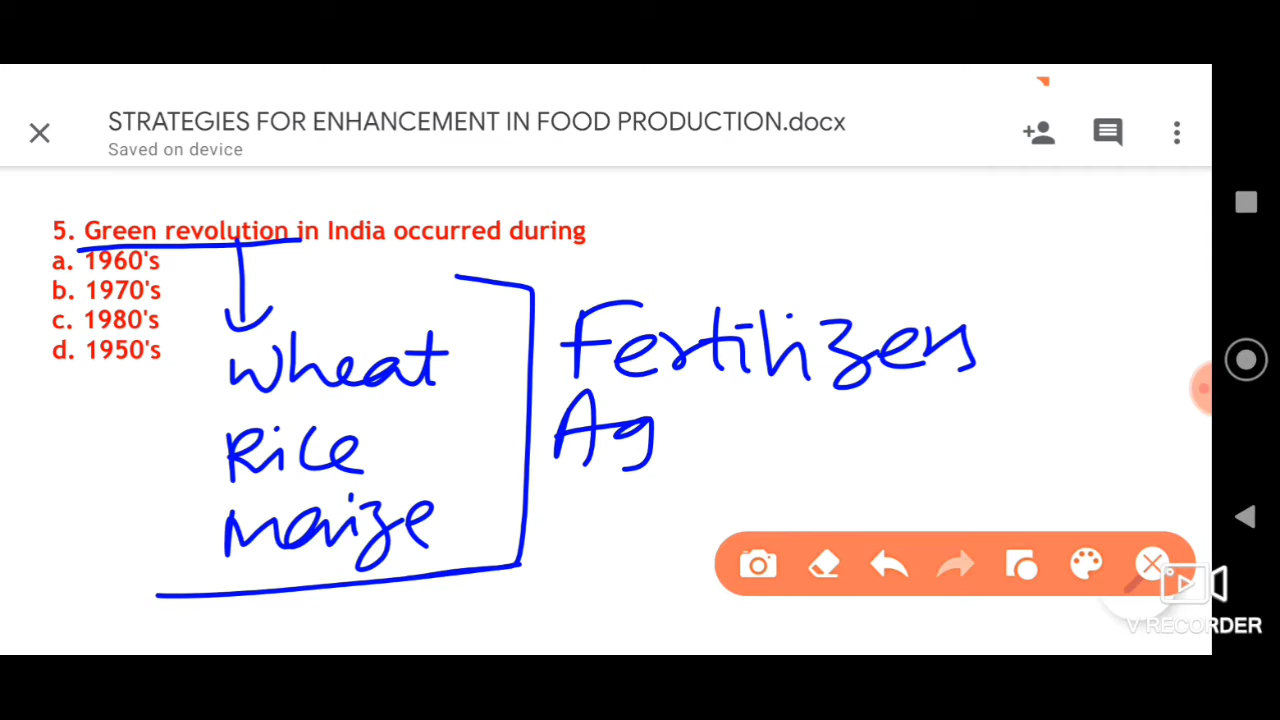 STRATEGIES FOR ENHANCEMENT IN FOOD PRODUCTION.docx
Saved on device
5. Green revolution in India occurred during
a. 1960's
b. 1970's
c. 1980's
d. 1950's
Wheat
Rice
Maize
Fertilizers
Ag
V RECORDER